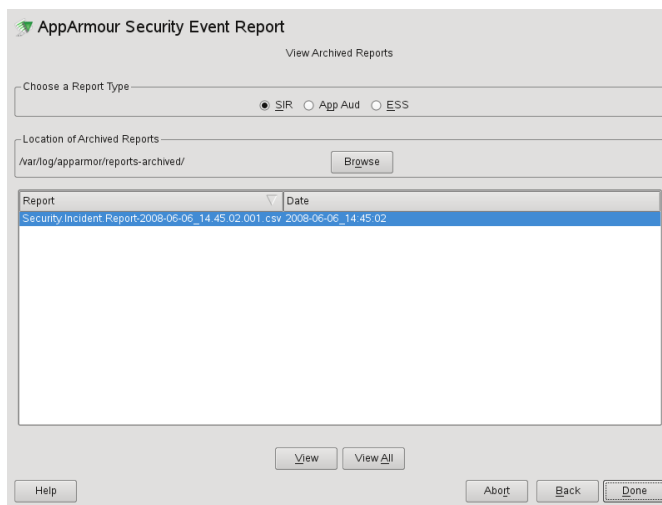 AppArmour Security Event Report
View Archived Reports
Choose a Report Type
SIR App Aud ESS
Location of Archived Reports
/var/log/apparmor/reports-archived/ Browse
Report Date
Security.Incident.Report-2008-06-06_14.45.02.001.csv 2008-06-06_14:45:02
View View All
Help Abort Back Done